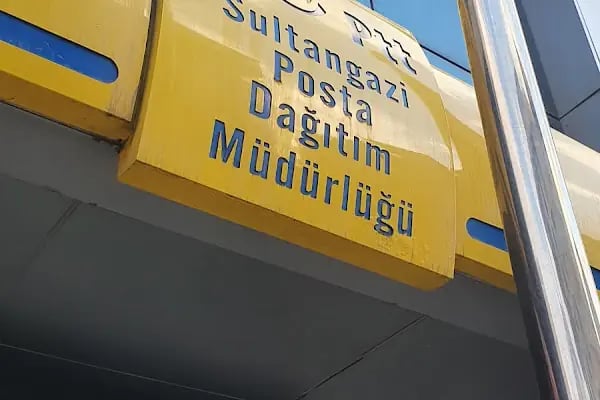 Ptt
Sultangazi
Posta
Dağıtım
Müdürlüğü